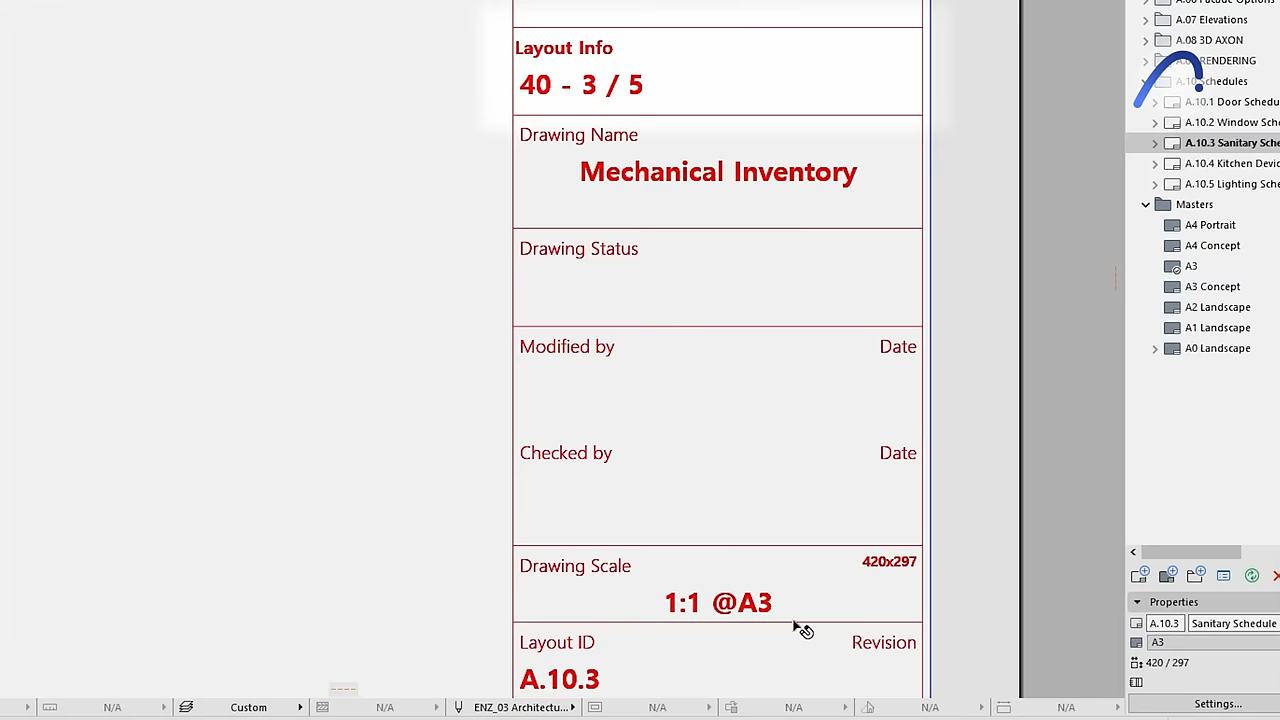 Layout Info
40 - 3 / 5
Drawing Name
Mechanical Inventory
Drawing Status
Modified by Date
Checked by Date
Drawing Scale 420x297
1:1 @A3
Layout ID Revision
A.10.3
A.07 Elevations
A.08 3D AXON
RENDERING
A.10 Schedules
A.10.1 Door Schedu
A.10.2 Window Sch
A.10.3 Sanitary Sche
A.10.4 Kitchen Devic
A.10.5 Lighting Sche
Masters
A4 Portrait
A4 Concept
A3
A3 Concept
A2 Landscape
A1 Landscape
A0 Landscape
Properties
A.10.3 Sanitary Schedule
A3
420 / 297
Settings...
N/A Custom N/A ENZ_03 Architectu... N/A N/A N/A N/A